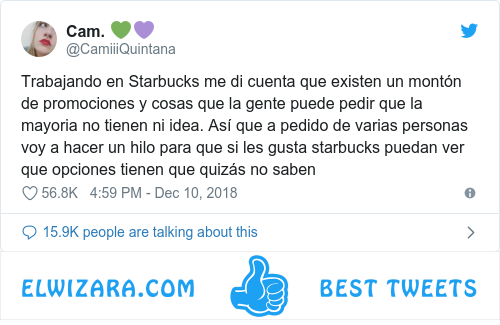 Cam. 💚💜
@CamiiiQuintana
Trabajando en Starbucks me di cuenta que existen un montón
de promociones y cosas que la gente puede pedir que la
mayoria no tienen ni idea. Así que a pedido de varias personas
voy a hacer un hilo para que si les gusta starbucks puedan ver
que opciones tienen que quizás no saben
56.8K 4:59 PM - Dec 10, 2018
15.9K people are talking about this
ELWIZARA.COM BEST TWEETS